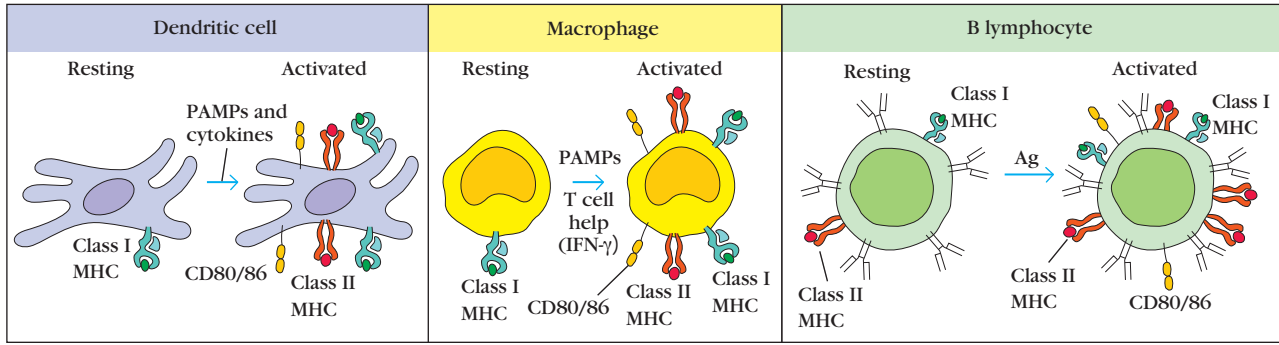 Dendritic cell
Resting
Activated
PAMPs and
cytokines
Class I
MHC
CD80/86
Class II
MHC
Macrophage
Resting
Activated
PAMPs
T cell
help
(IFN-γ)
Class I
MHC
CD80/86
Class II
MHC
Class I
MHC
B lymphocyte
Resting
Activated
Class I
MHC
Class I
MHC
Ag
Class II
MHC
Class II
MHC
CD80/86